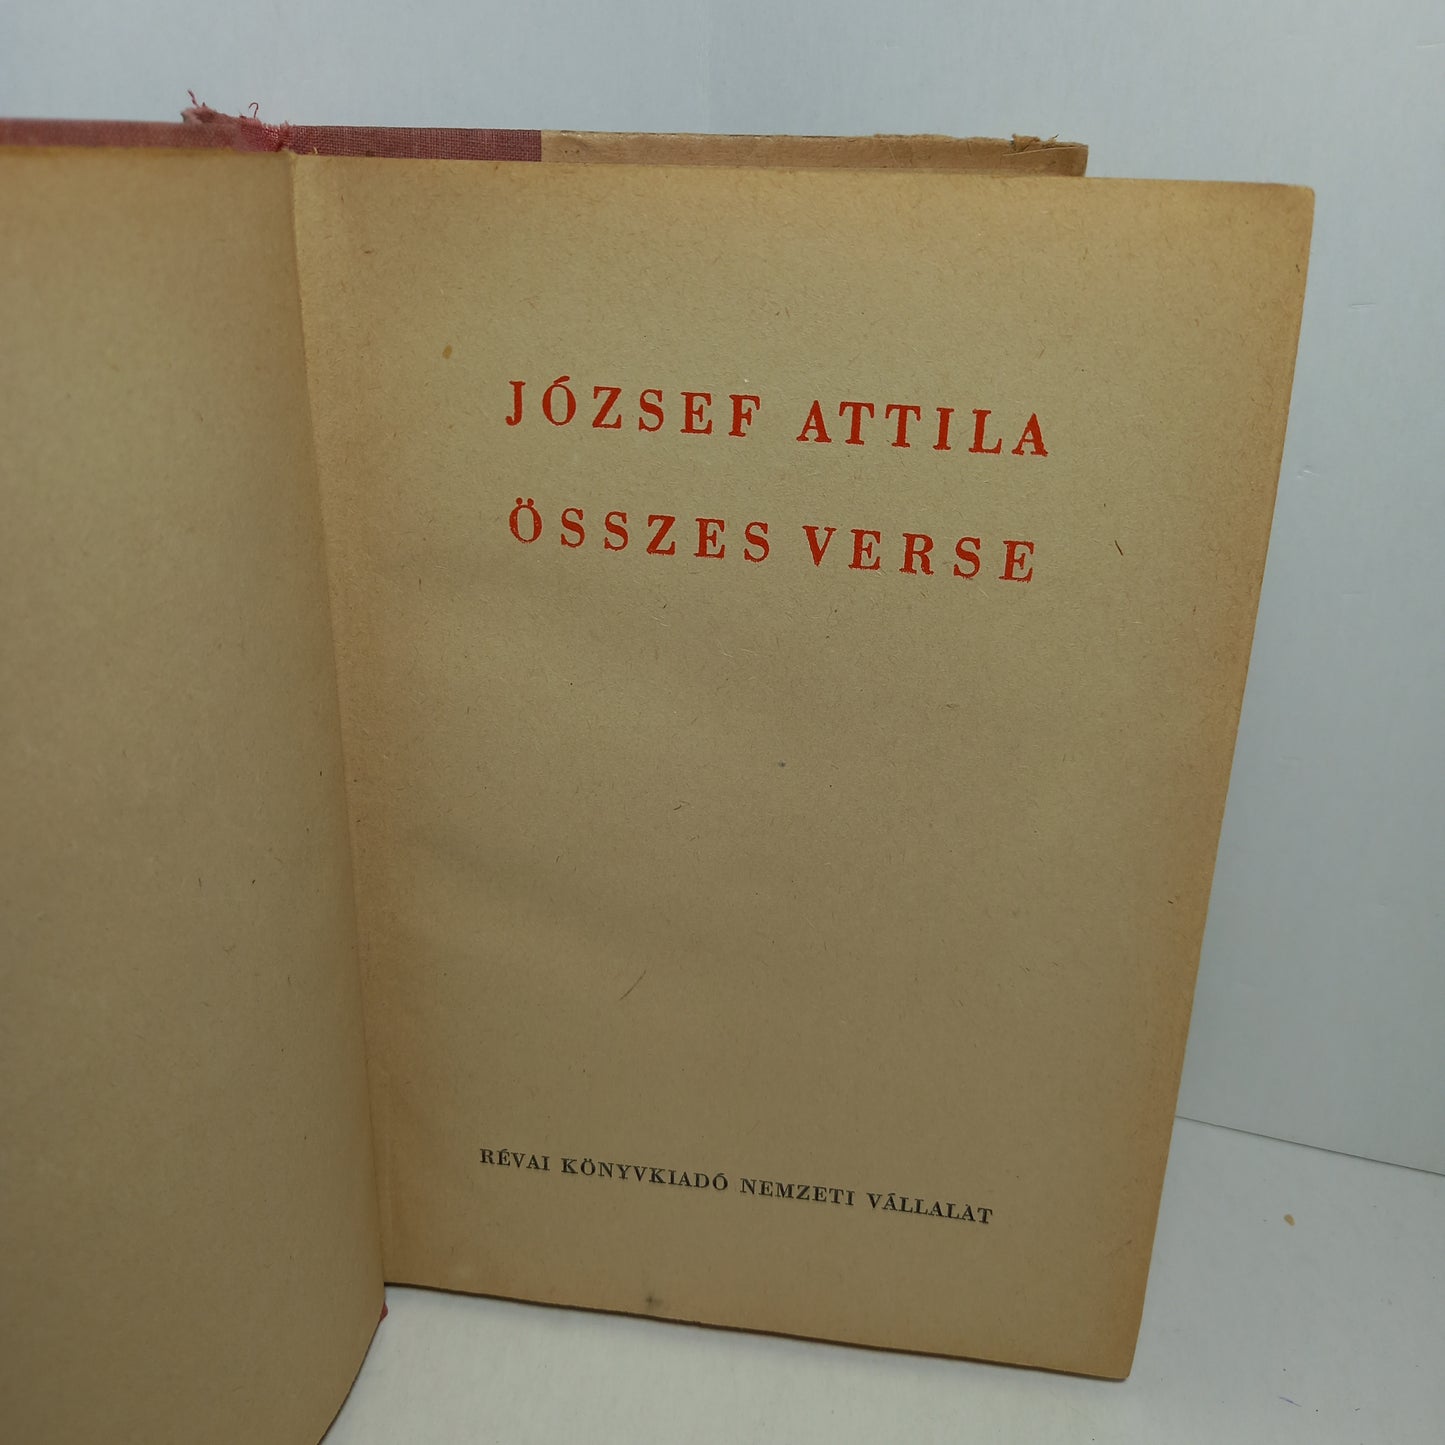 JÓZSEF ATTILA
ÖSSZES VERSE
RÉVAI KÖNYVKIADÓ NEMZETI VÁLLALAT